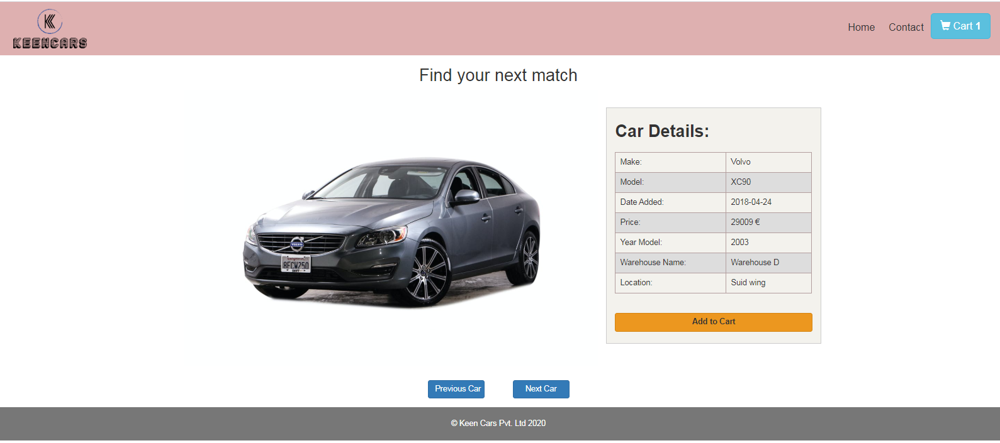 KEENCARS
Home Contact Cart 1
Find your next match
Car Details:
Make: Volvo
Model: XC90
Date Added: 2018-04-24
Price: 29009 €
Year Model: 2003
Warehouse Name: Warehouse D
Location: Suid wing
Add to Cart
VOLVO
8ECW250
Previous Car Next Car
© Keen Cars Pvt. Ltd 2020